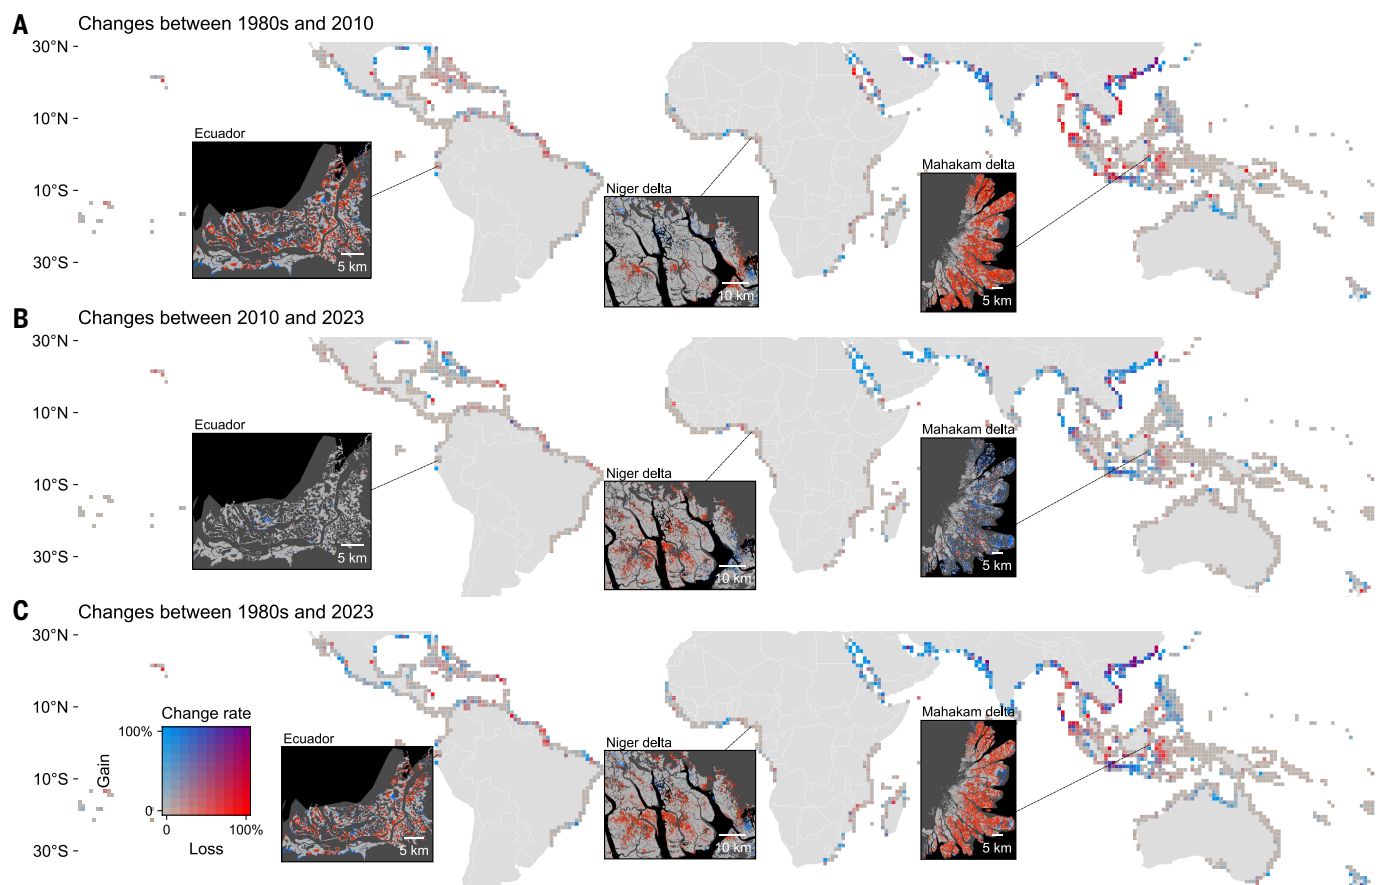 A Changes between 1980s and 2010
30°N
10°N
10°S
30°S
Ecuador
5 km
Niger delta
10 km
Mahakam delta
5 km
B Changes between 2010 and 2023
30°N
10°N
10°S
30°S
Ecuador
5 km
Niger delta
10 km
Mahakam delta
5 km
C Changes between 1980s and 2023
30°N
10°N
10°S
30°S
Change rate
100%
Gain
0
0 100%
Loss
Ecuador
5 km
Niger delta
10 km
Mahakam delta
5 km